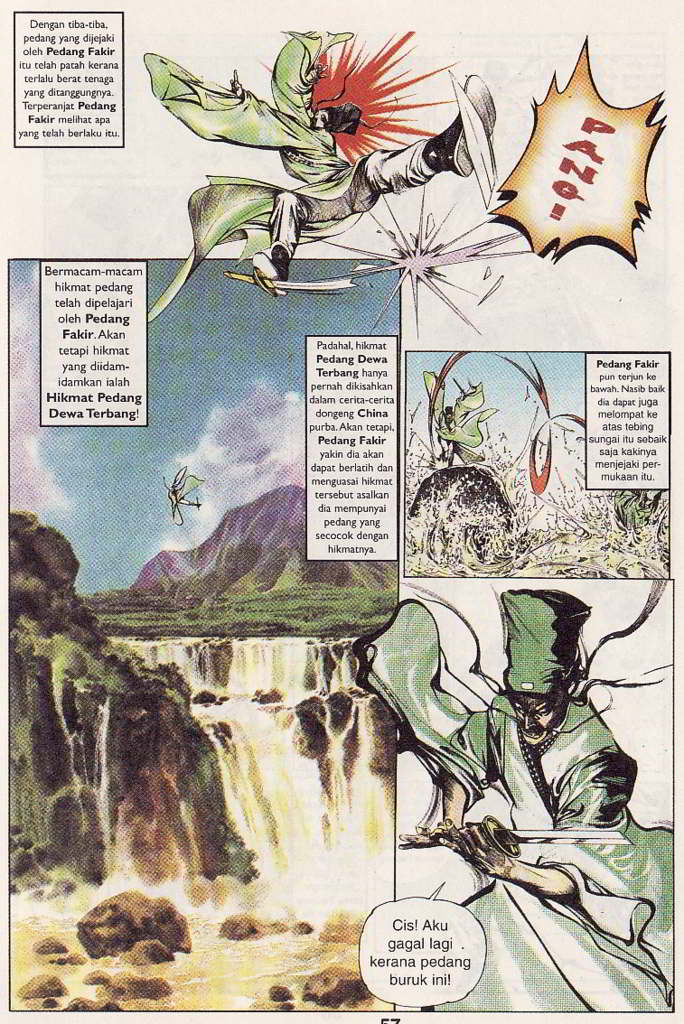 Dengan tiba-tiba,
pedang yang dijejaki
oleh Pedang Fakir
itu telah patah kerana
terlalu berat tenaga
yang ditanggungnya.
Terperanjat Pedang
Fakir melihat apa
yang telah berlaku itu.
PANG!
Bermacam-macam
hikmat pedang
telah dipelajari
oleh Pedang
Fakir. Akan
tetapi hikmat
yang diidam-
idamkan ialah
Hikmat Pedang
Dewa Terbang!
Padahal, hikmat
Pedang Dewa
Terbang hanya
pernah dikisahkan
dalam cerita-cerita
dongeng China
purba. Akan tetapi,
Pedang Fakir
yakin dia akan
dapat berlatih dan
menguasai hikmat
tersebut asalkan
dia mempunyai
pedang yang
secocok dengan
hikmatnya.
Pedang Fakir
pun terjun ke
bawah. Nasib baik
dia dapat juga
melompat ke
atas tebing
sungai itu sebaik
saja kakinya
menjejaki per-
mukaan itu.
Cis! Aku
gagal lagi
kerana pedang
buruk ini!
57